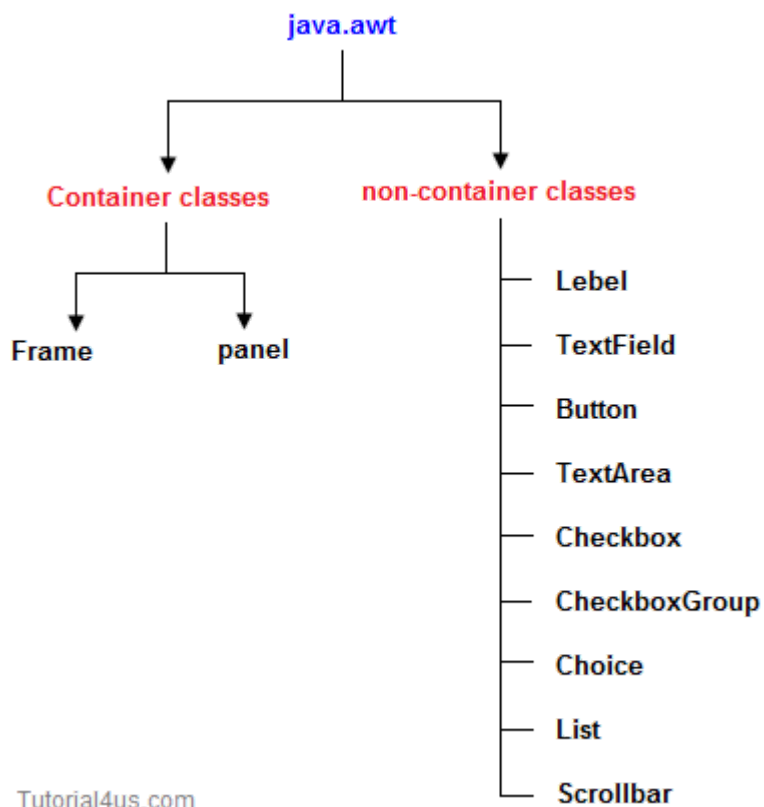 java.awt
Container classes
non-container classes
Frame
panel
Lebel
TextField
Button
TextArea
Checkbox
CheckboxGroup
Choice
List
Scrollbar
Tutorial4us.com